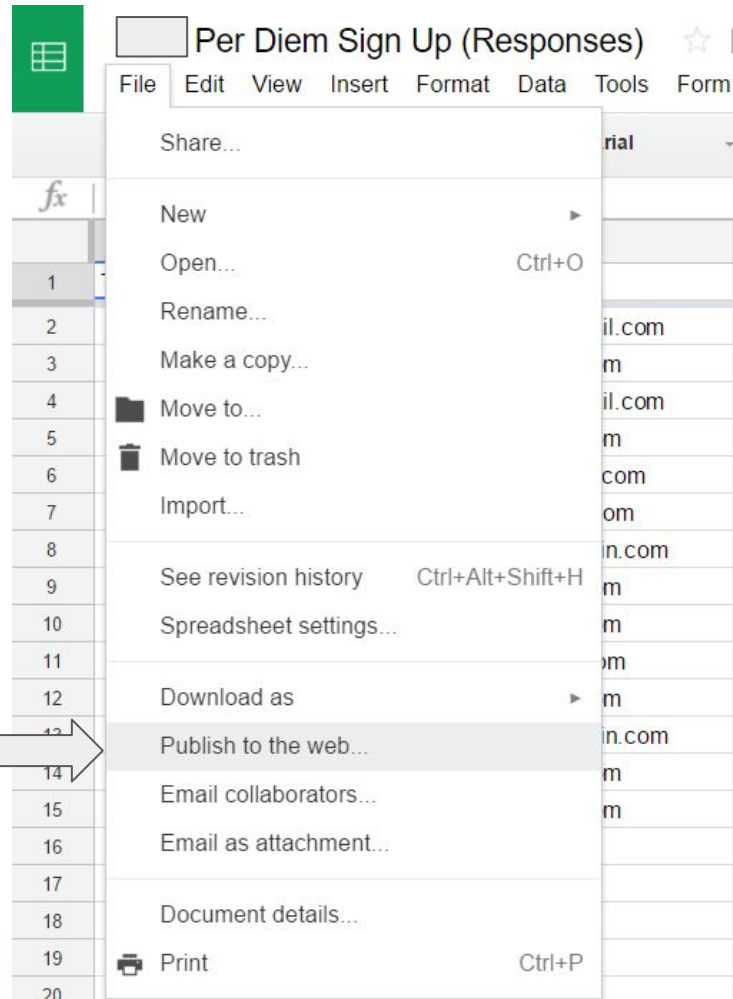 Per Diem Sign Up (Responses)
File Edit View Insert Format Data Tools Form
Share...
rial
fx
New
Open... Ctrl+O
1
Rename...
2 il.com
Make a copy...
3 m
4 Move to... il.com
5 m
Move to trash
6 com
Import...
7 om
8 in.com
See revision history Ctrl+Alt+Shift+H
9 m
10 Spreadsheet settings... m
11 om
12 Download as m
13 in.com
Publish to the web...
14 m
Email collaborators...
15 m
16 Email as attachment...
17
18 Document details...
19 Print Ctrl+P
20